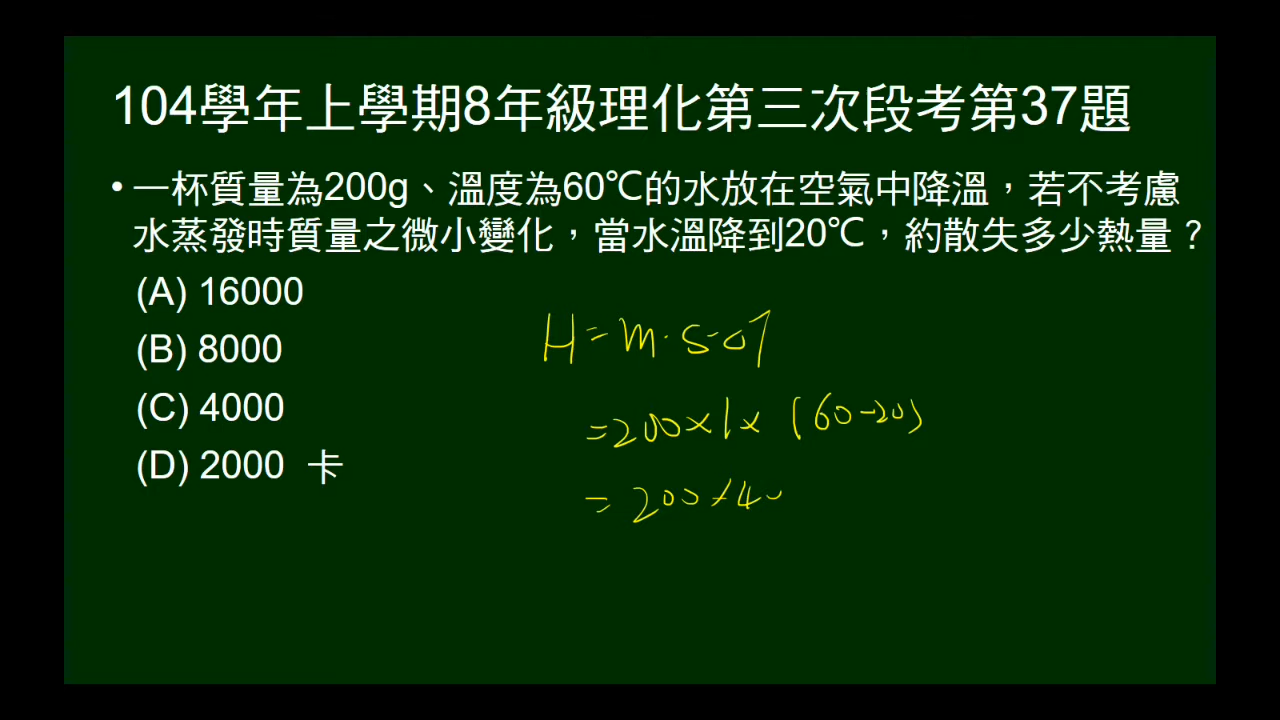 104學年上學期8年級理化第三次段考第37題
• 一杯質量為200g、溫度為60℃的水放在空氣中降溫，若不考慮
水蒸發時質量之微小變化，當水溫降到20℃，約散失多少熱量？
(A) 16000
(B) 8000
(C) 4000
(D) 2000 卡
H=m·s·△T
=200×1×(60-20)
=200×40